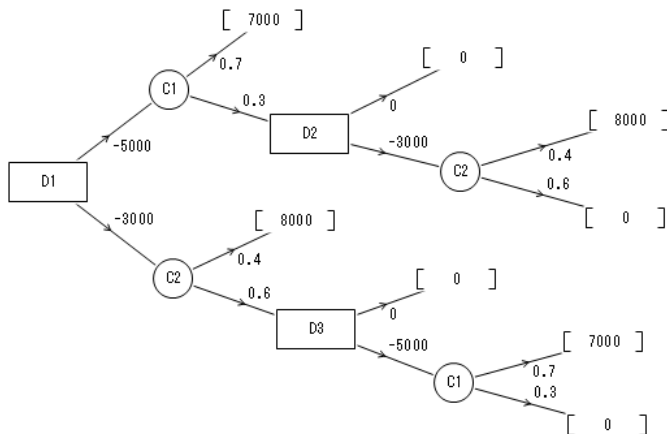 [ 7000 ]
[ 0 ]
C1
0.7
0.3
0
[ 8000 ]
D2
-3000
-5000
0.4
C2
0.6
D1
[ 0 ]
-3000
[ 8000 ]
0.4
[ 0 ]
C2
0.6
0
D3
-5000
[ 7000 ]
0.7
C1
0.3
[ 0 ]